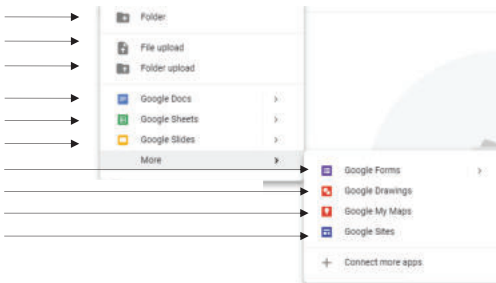 Folder
File upload
Folder upload
Google Docs
Google Sheets
Google Slides
More
Google Forms
Google Drawings
Google My Maps
Google Sites
Connect more apps